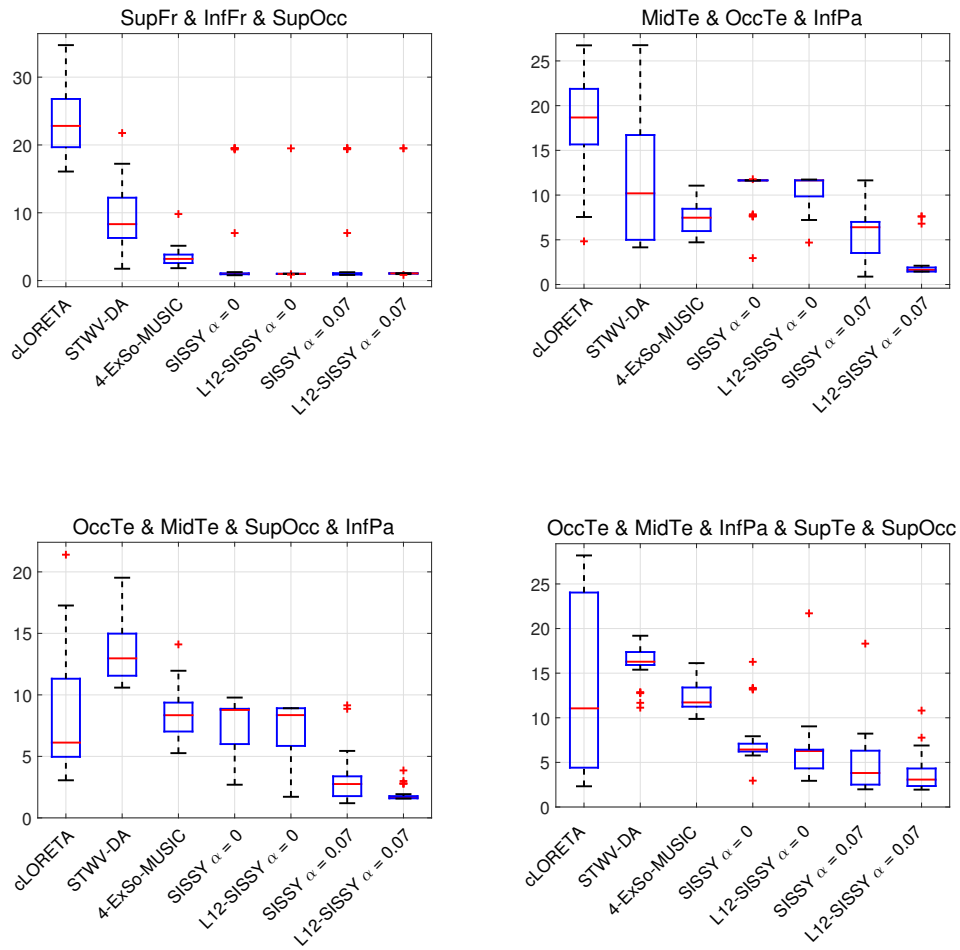 SupFr & InfFr & SupOcc
30
20
10
0
cLORETA
STWV-DA
4-ExSo-MUSIC
SISSY α = 0
L12-SISSY α = 0
SISSY α = 0.07
L12-SISSY α = 0.07
MidTe & OccTe & InfPa
25
20
15
10
5
0
cLORETA
STWV-DA
4-ExSo-MUSIC
SISSY α = 0
L12-SISSY α = 0
SISSY α = 0.07
L12-SISSY α = 0.07
OccTe & MidTe & SupOcc & InfPa
20
15
10
5
0
cLORETA
STWV-DA
4-ExSo-MUSIC
SISSY α = 0
L12-SISSY α = 0
SISSY α = 0.07
L12-SISSY α = 0.07
OccTe & MidTe & InfPa & SupTe & SupOcc
25
20
15
10
5
0
cLORETA
STWV-DA
4-ExSo-MUSIC
SISSY α = 0
L12-SISSY α = 0
SISSY α = 0.07
L12-SISSY α = 0.07